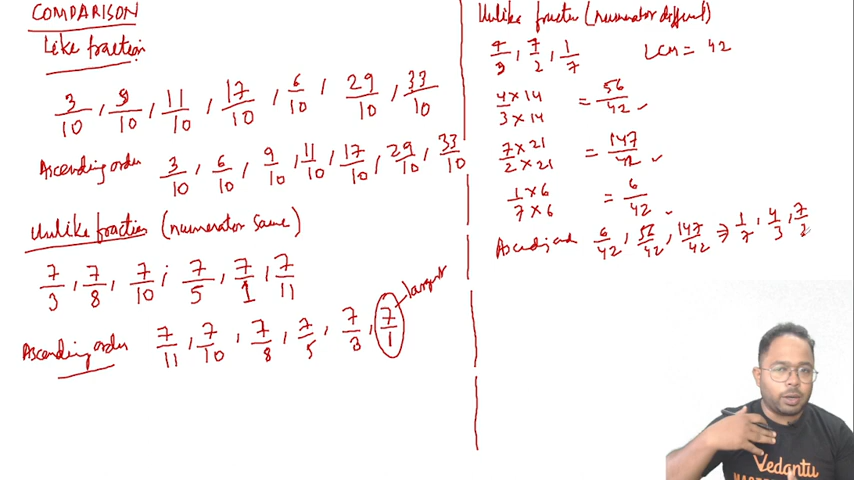 COMPARISON
Like fraction
3/10, 9/10, 11/10, 17/10, 6/10, 29/10, 33/10
Ascending order 3/10, 6/10, 9/10, 11/10, 17/10, 29/10, 33/10
Unlike fraction (numerator same)
7/3, 7/8, 7/10, 7/5, 7/1, 7/11
largest
Ascending order 7/11, 7/10, 7/8, 7/5, 7/3, 7/1
Unlike (numerator
4/3, 7/2, 1/7 LCM = 42
4 × 14/3 × 14 = 56/42
7 × 21/2 × 21 = 147/42
1 × 6/7 × 6 = 6/42
6/42, 56/42, 147/42 ⇒ 1/7, 4/3, 7/2
Vedantu